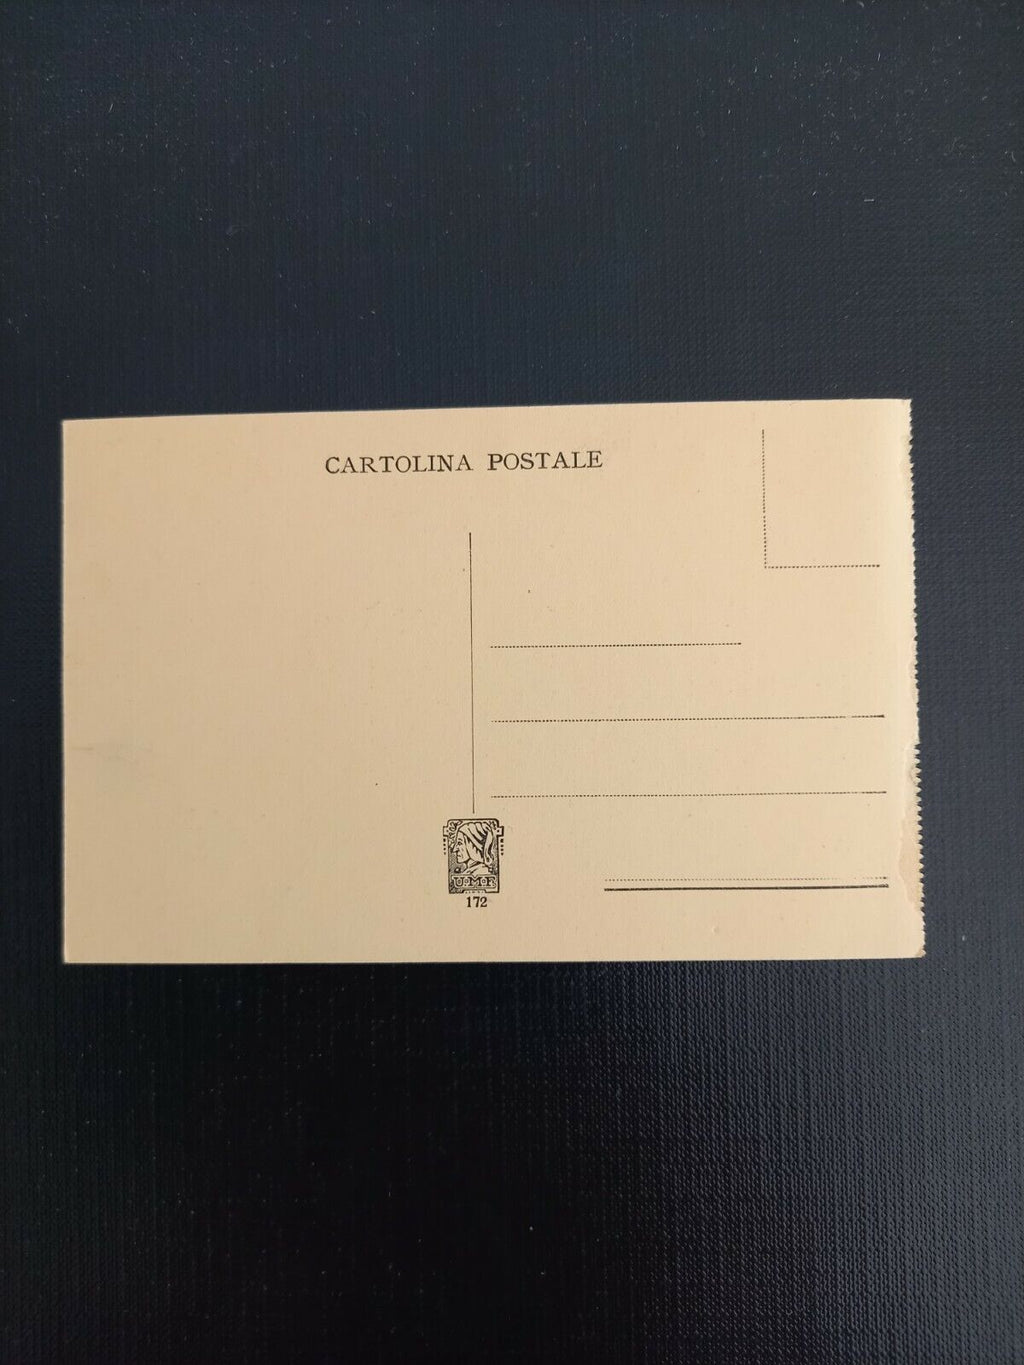 CARTOLINA POSTALE
U·M·F
172